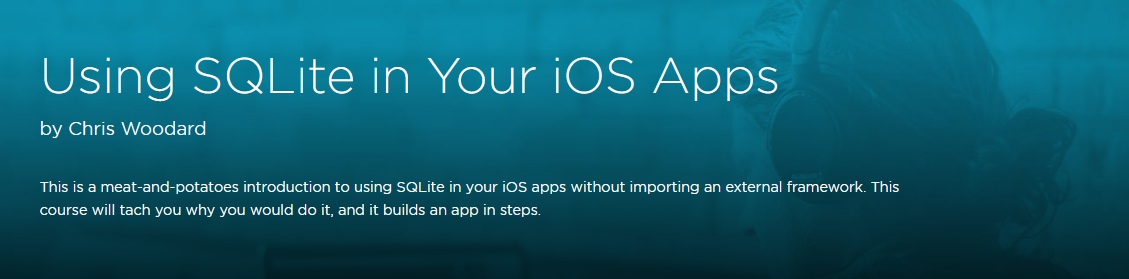 Using SQLite in Your iOS Apps
by Chris Woodard
This is a meat-and-potatoes introduction to using SQLite in your iOS apps without importing an external framework. This
course will tach you why you would do it, and it builds an app in steps.